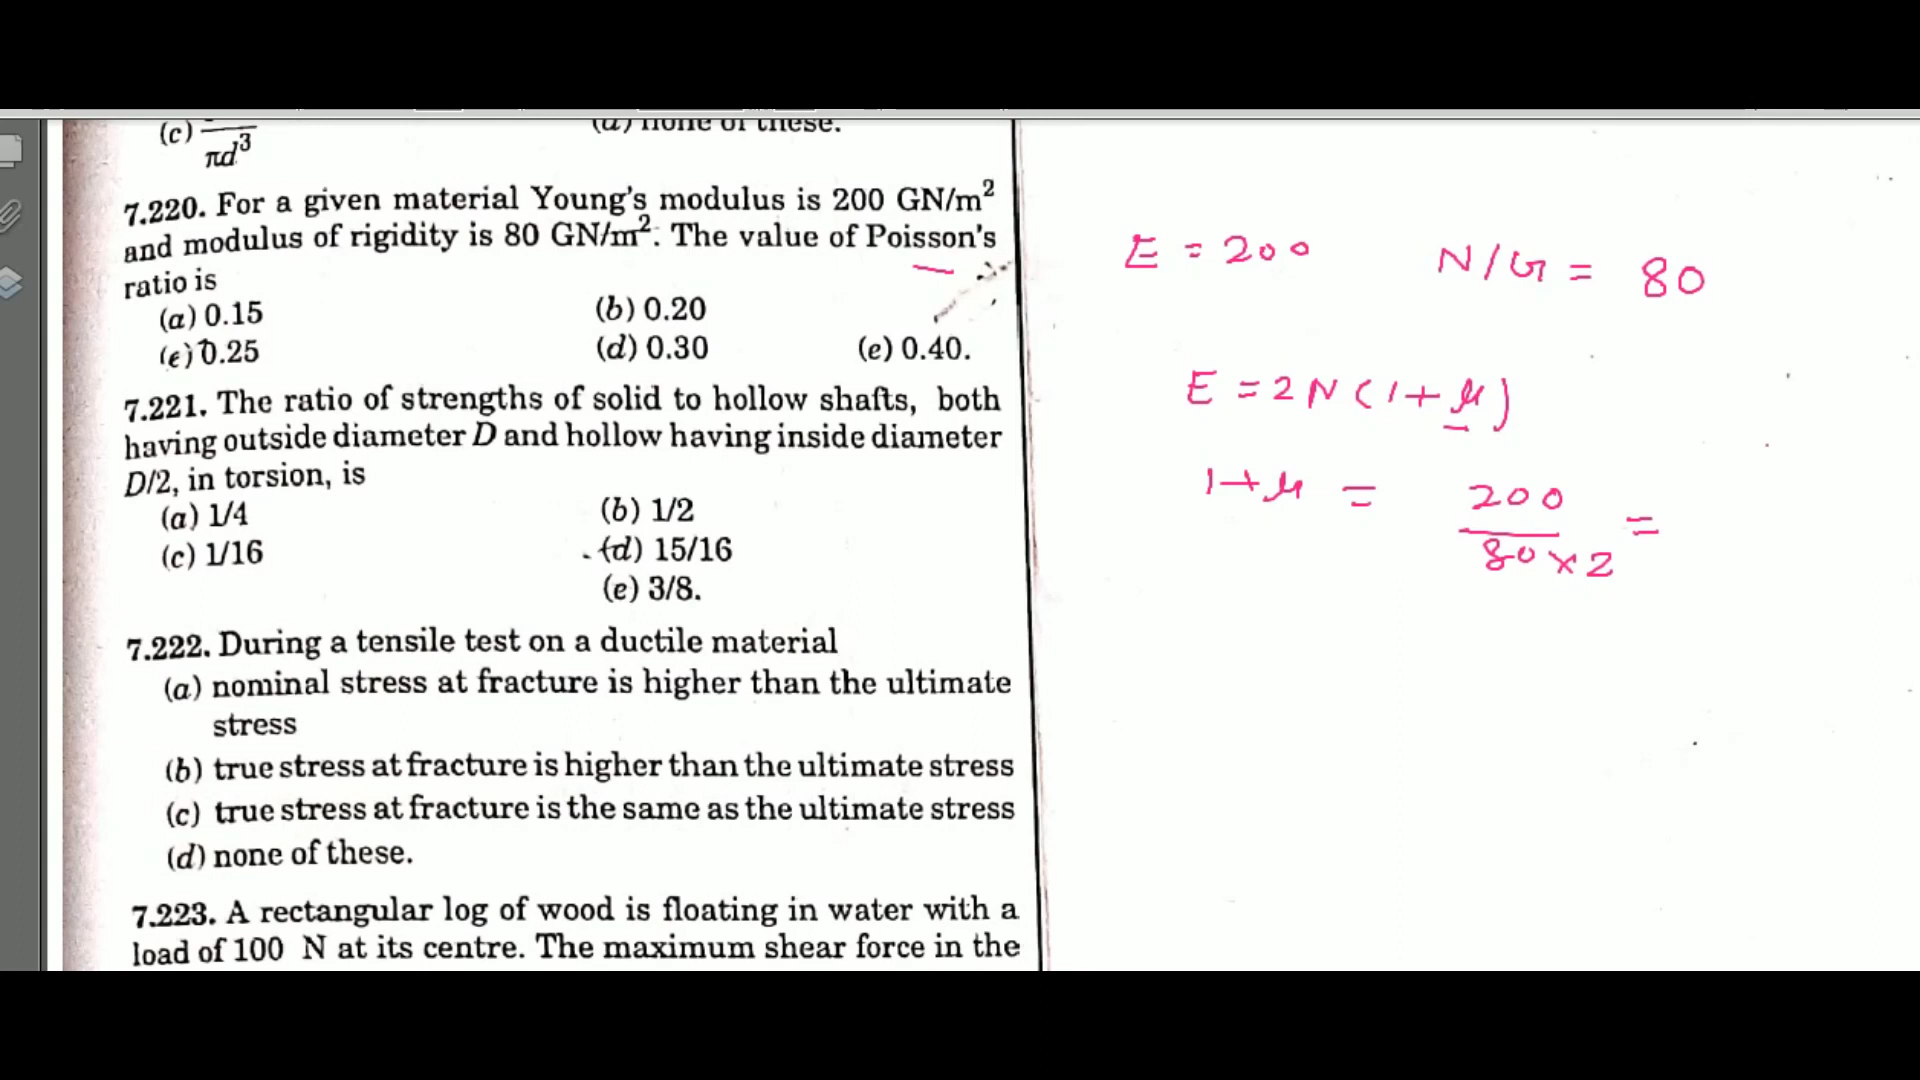 (c) πd³
(d) none of these.
7.220. For a given material Young's modulus is 200 GN/m²
and modulus of rigidity is 80 GN/m². The value of Poisson's
ratio is
(a) 0.15 (b) 0.20
(c) 0.25 (d) 0.30 (e) 0.40.
7.221. The ratio of strengths of solid to hollow shafts, both
having outside diameter D and hollow having inside diameter
D/2, in torsion, is
(a) 1/4 (b) 1/2
(c) 1/16 (d) 15/16
(e) 3/8.
7.222. During a tensile test on a ductile material
(a) nominal stress at fracture is higher than the ultimate
stress
(b) true stress at fracture is higher than the ultimate stress
(c) true stress at fracture is the same as the ultimate stress
(d) none of these.
7.223. A rectangular log of wood is floating in water with a
load of 100 N at its centre. The maximum shear force in the
E = 200 N/G = 80
E = 2N(1+μ)
1+μ = 200
80×2 =